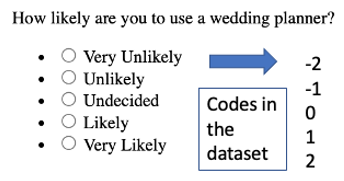 How likely are you to use a wedding planner?
Very Unlikely
Unlikely
Undecided
Likely
Very Likely
Codes in
the
dataset
-2
-1
0
1
2